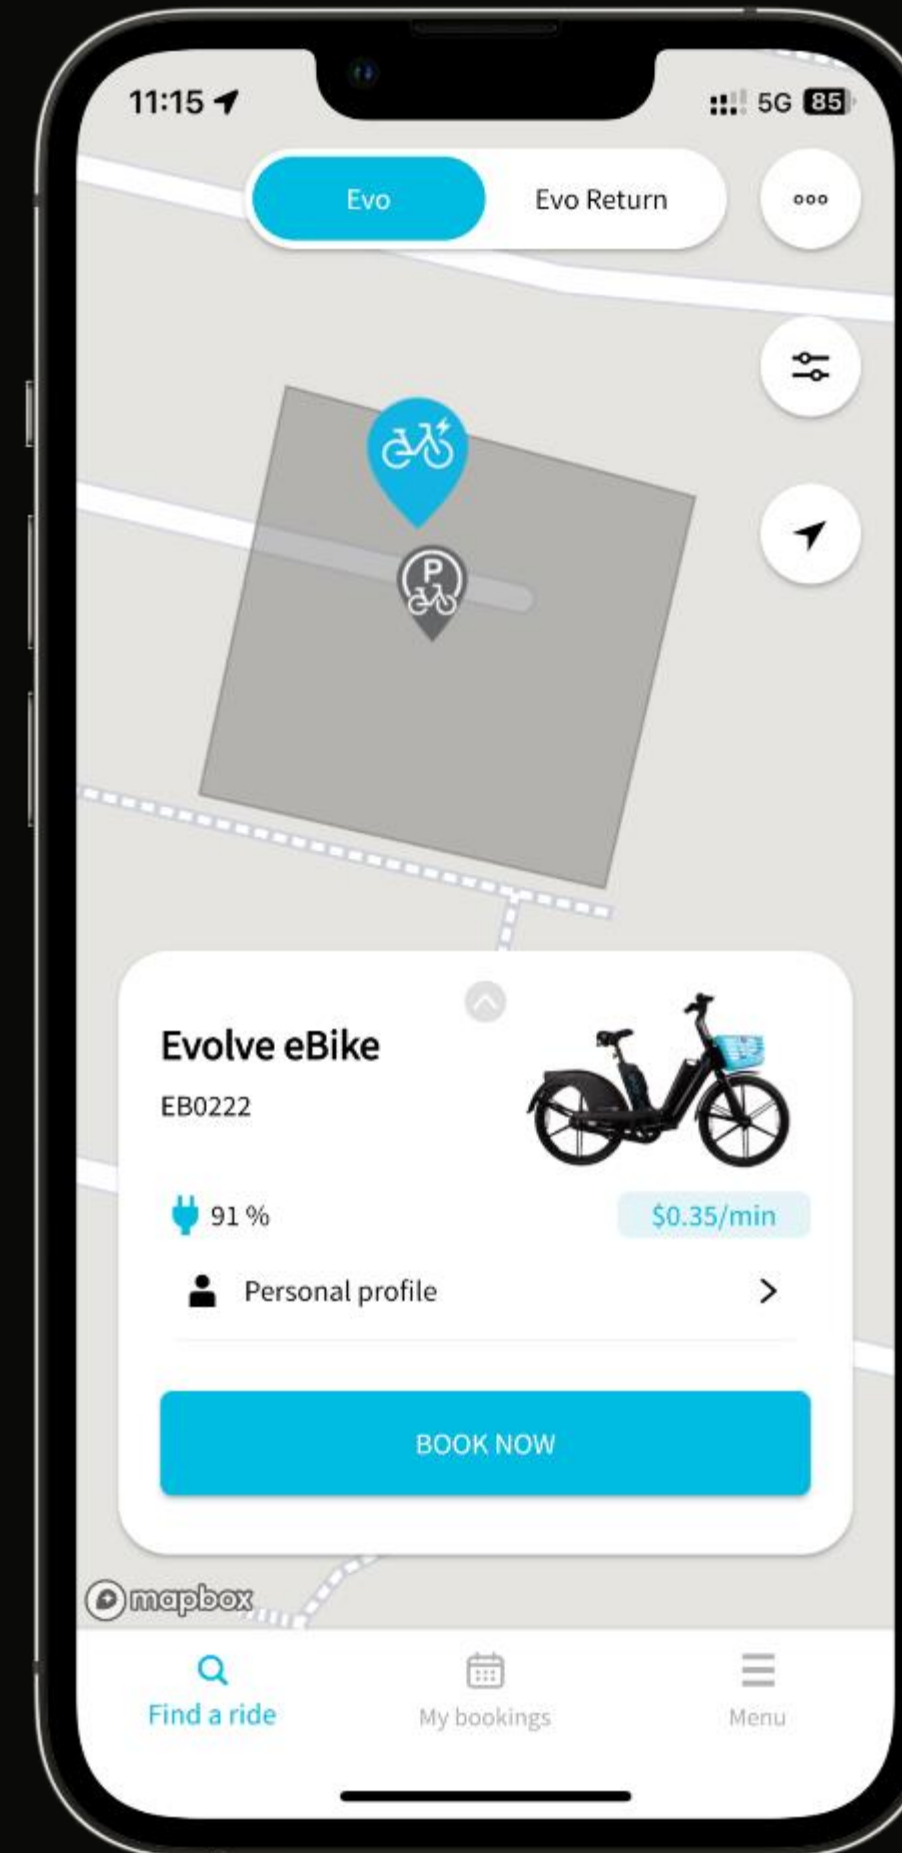 11:15
5G 85
Evo
Evo Return
P
Evolve eBike
EB0222
91 %
$0.35/min
Personal profile
BOOK NOW
mapbox
Find a ride
My bookings
Menu